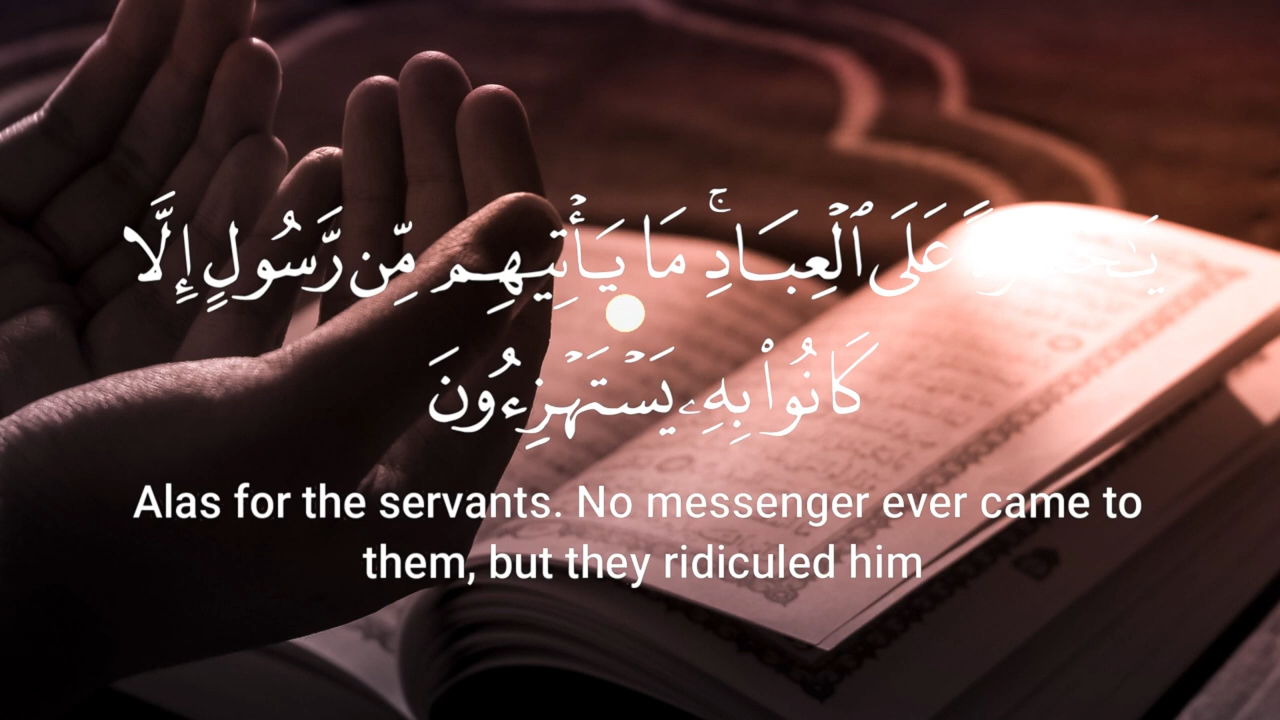 عَلَى ٱلْعِبَادِۚ مَا يَأْتِيهِم مِّن رَّسُولٍ إِلَّا
كَانُوا۟ بِهِۦ يَسْتَهْزِءُونَ
Alas for the servants. No messenger ever came to
them, but they ridiculed him